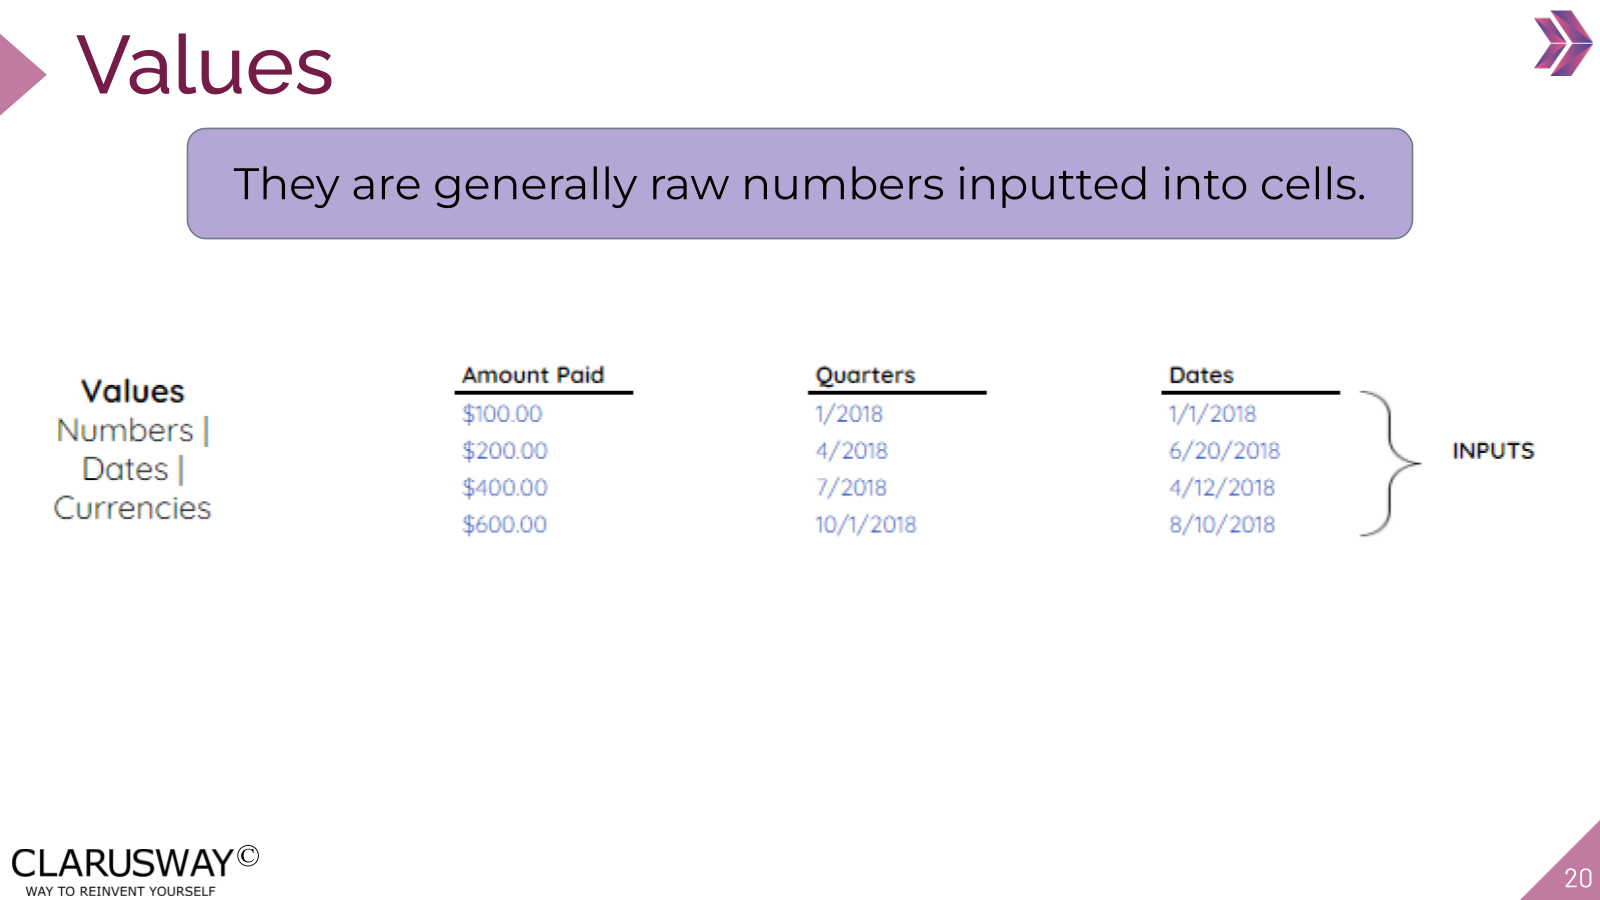 Values
They are generally raw numbers inputted into cells.
Values
Numbers |
Dates |
Currencies
Amount Paid
$100.00
$200.00
$400.00
$600.00
Quarters
1/2018
4/2018
7/2018
10/1/2018
Dates
1/1/2018
6/20/2018
4/12/2018
8/10/2018
INPUTS
CLARUSWAY©
WAY TO REINVENT YOURSELF
20